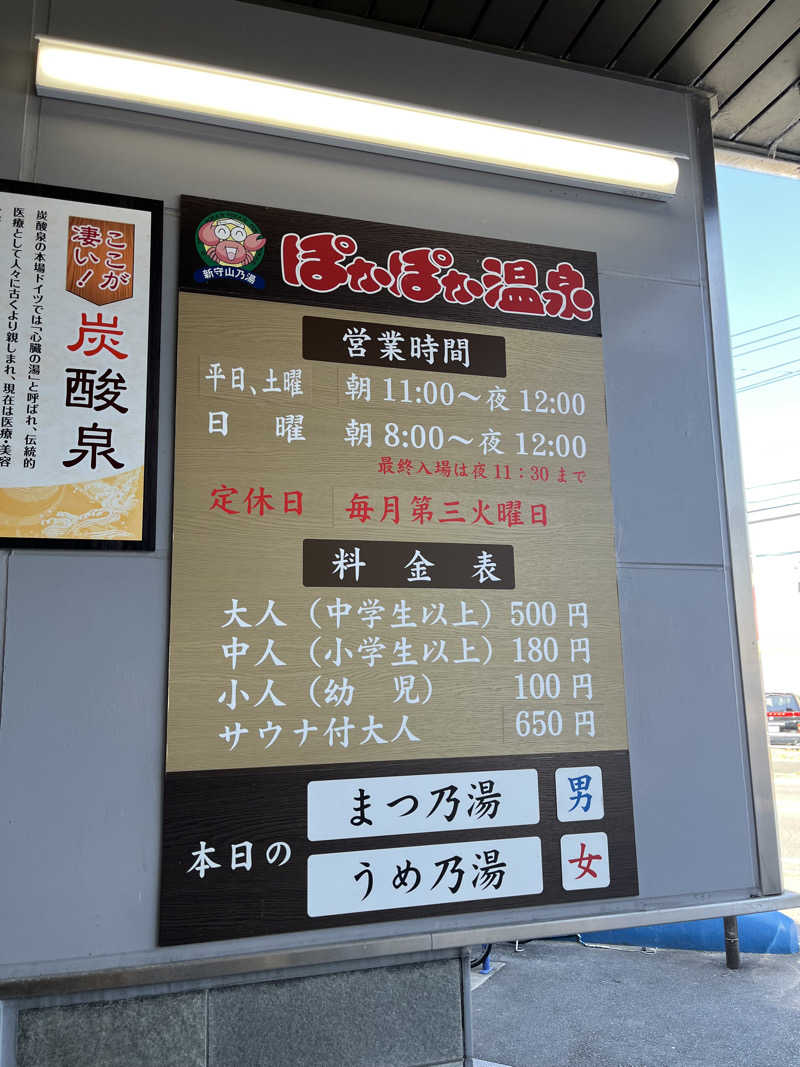 ここが
凄い!
炭酸泉
炭酸泉の本場ドイツでは「心臓の湯」と呼ばれ、伝統的
医療として人々に古くより親しまれ、現在は医療・美容
新守山乃湯
ぽかぽか温泉
営業時間
平日、土曜 朝 11:00〜夜 12:00
日 曜 朝 8:00〜夜 12:00
最終入場は夜 11:30 まで
定休日 毎月第三火曜日
料 金 表
大人(中学生以上) 500 円
中人(小学生以上) 180 円
小人(幼 児) 100 円
サウナ付大人 650 円
本日の
まつ乃湯 男
うめ乃湯 女